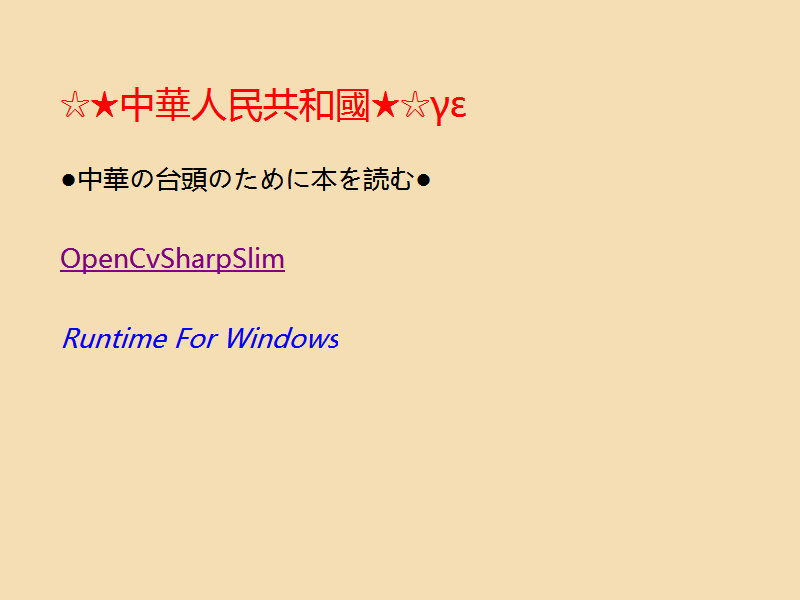 ☆★中華人民共和國★☆γε
●中華の台頭のために本を読む●
OpenCvSharpSlim
Runtime For Windows